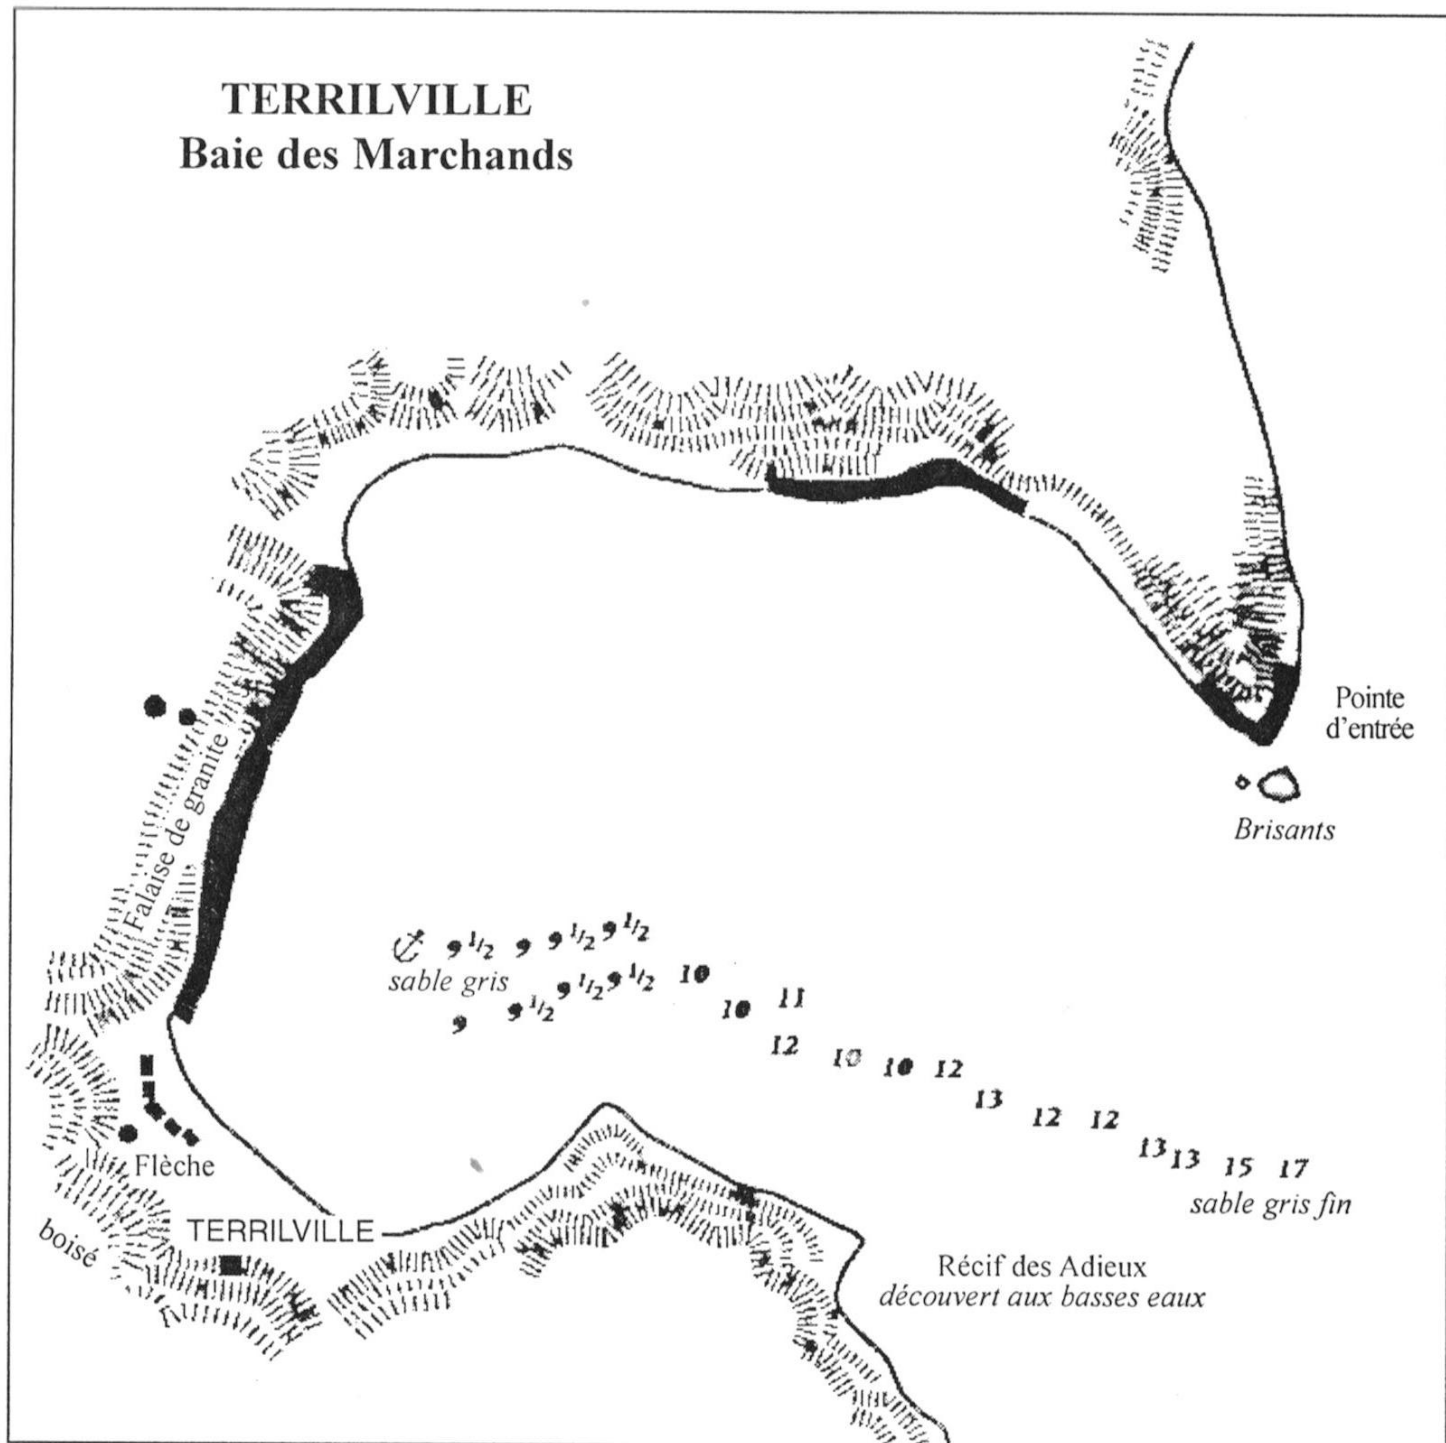 TERRILVILLE
Baie des Marchands
Pointe
d'entrée
Brisants
Falaise de granite
9 1/2 9 9 1/2 9 1/2
sable gris
9 9 1/2 9 1/2 9 1/2 10
10 11
12 10 10 12
13 12 12
13 13 15 17
sable gris fin
Flèche
TERRILVILLE
boisé
Récif des Adieux
découvert aux basses eaux